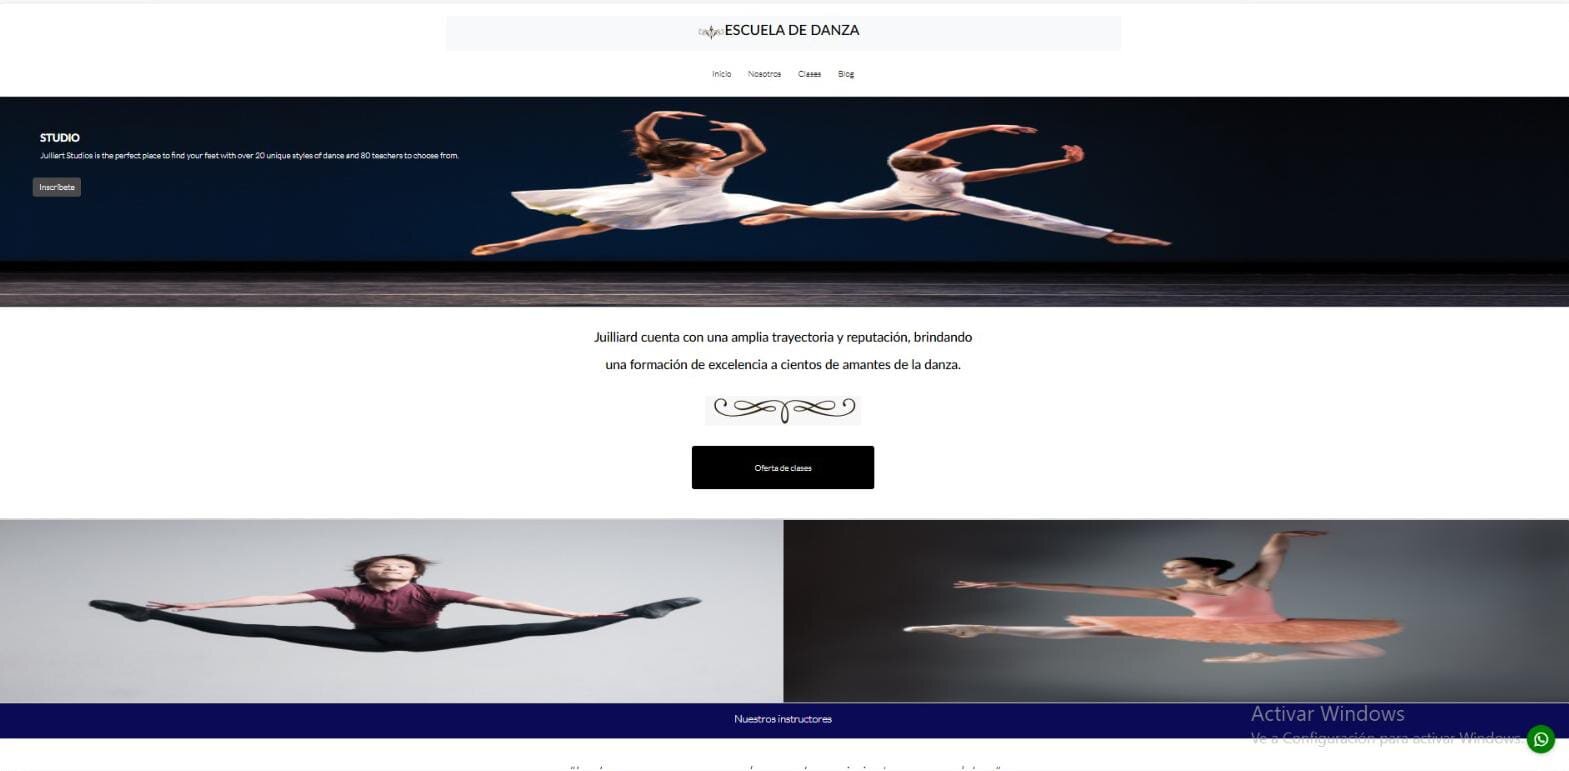 ESCUELA DE DANZA
Inicio Nosotros Clases Blog
STUDIO
Juilliart Studios is the perfect place to find your feet with over 20 unique styles of dance and 80 teachers to choose from.
Inscríbete
Juilliard cuenta con una amplia trayectoria y reputación, brindando
una formación de excelencia a cientos de amantes de la danza.
Oferta de clases
Nuestros instructores
Activar Windows
Ve a Configuración para activar Windows.